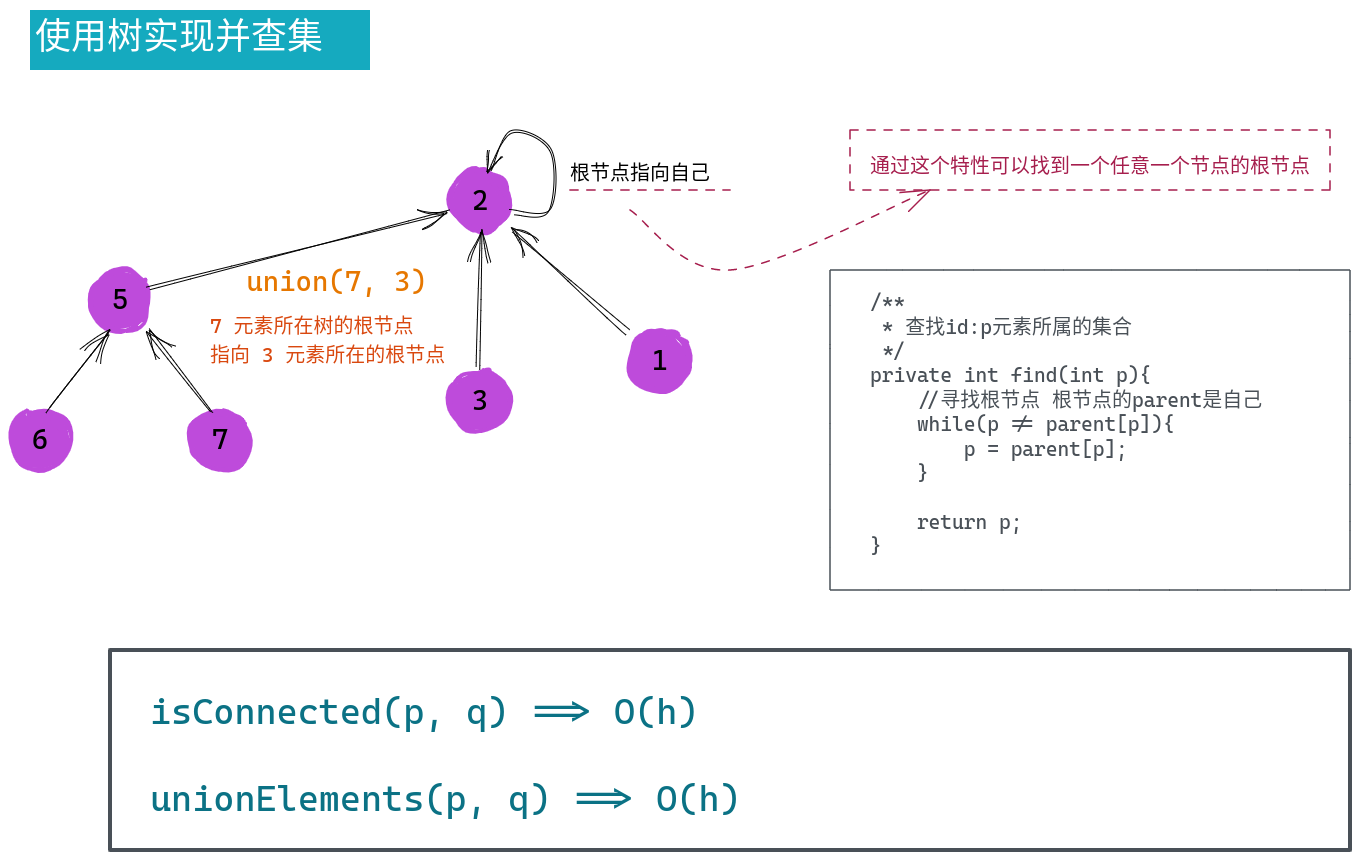 使用树实现并查集
2
根节点指向自己
通过这个特性可以找到一个任意一个节点的根节点
5
union(7, 3)
7 元素所在树的根节点
指向 3 元素所在的根节点
3
1
6
7
/**
 * 查找id:p元素所属的集合
 */
private int find(int p){
    //寻找根节点 根节点的parent是自己
    while(p != parent[p]){
        p = parent[p];
    }
    return p;
}
isConnected(p, q) ==> O(h)
unionElements(p, q) ==> O(h)